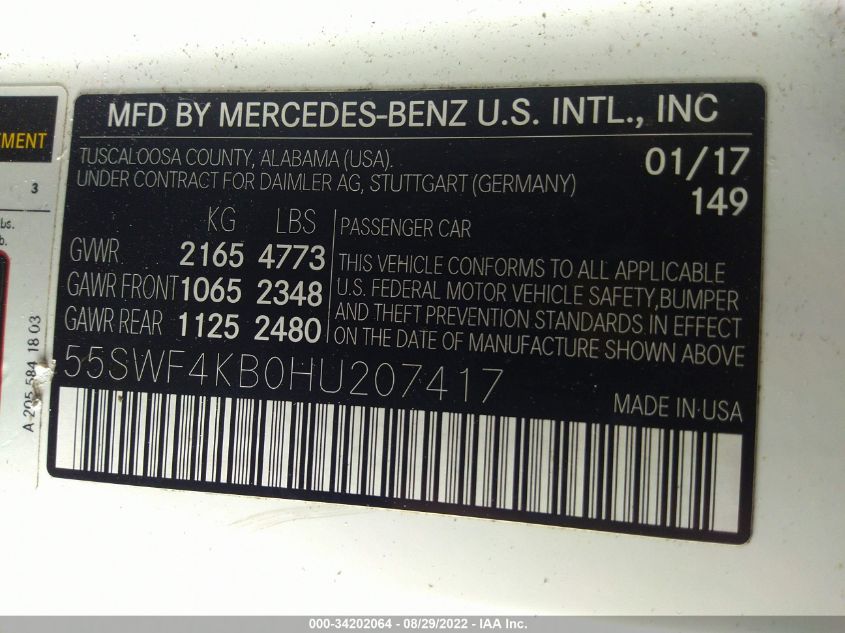 EMENT
3
lbs.
b.
A 205 584 18 03
MFD BY MERCEDES-BENZ U.S. INTL., INC
TUSCALOOSA COUNTY, ALABAMA (USA).
UNDER CONTRACT FOR DAIMLER AG, STUTTGART (GERMANY)
01/17
149
KG LBS
GVWR 2165 4773
GAWR FRONT 1065 2348
GAWR REAR 1125 2480
PASSENGER CAR
THIS VEHICLE CONFORMS TO ALL APPLICABLE
U.S. FEDERAL MOTOR VEHICLE SAFETY,BUMPER
AND THEFT PREVENTION STANDARDS IN EFFECT
ON THE DATE OF MANUFACTURE SHOWN ABOVE
55SWF4KB0HU207417
MADE IN USA
000-34202064 - 08/29/2022 - IAA Inc.